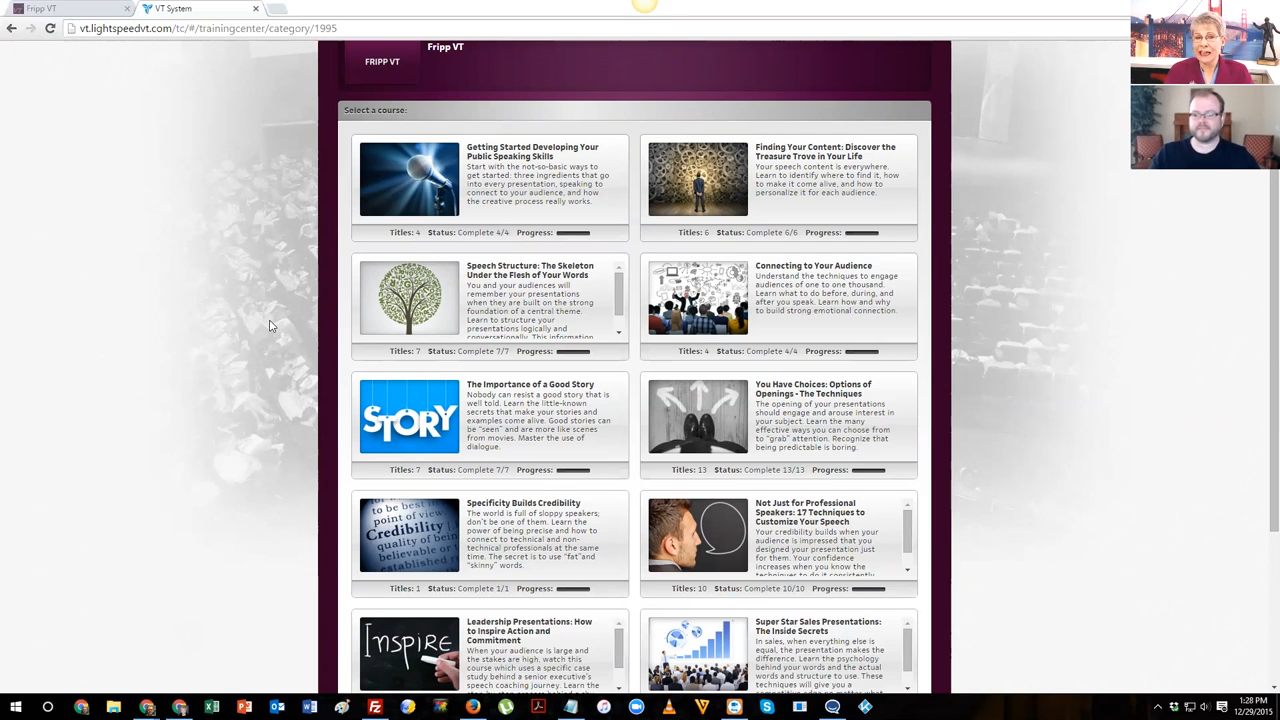 Fripp VT
VT System
vt.lightspeedvt.com/tc/#/trainingcenter/category/1995
Fripp VT
FRIPP VT
Select a course:
Getting Started Developing Your
Public Speaking Skills
Start with the not-so-basic ways to
get started: three ingredients that go
into every presentation, speaking to
connect to your audience, and how
the creative process really works.
Titles: 4 Status: Complete 4/4 Progress:
Finding Your Content: Discover the
Treasure Trove in Your Life
Your speech content is everywhere.
Learn to identify where to find it, how
to make it come alive, and how to
personalize it for each audience.
Titles: 6 Status: Complete 6/6 Progress:
Speech Structure: The Skeleton
Under the Flesh of Your Words
You and your audiences will
remember your presentations
when they are built on the strong
foundation of a central theme.
Learn to structure your
presentations logically and
conversationally. This information
Titles: 7 Status: Complete 7/7 Progress:
Connecting to Your Audience
Understand the techniques to engage
audiences of one to one thousand.
Learn what to do before, during, and
after you speak. Learn how and why
to build strong emotional connection.
Titles: 4 Status: Complete 4/4 Progress:
STORY
The Importance of a Good Story
Nobody can resist a good story that is
well told. Learn the little-known
secrets that make your stories and
examples come alive. Good stories can
be "seen" and are more like scenes
from movies. Master the use of
dialogue.
Titles: 7 Status: Complete 7/7 Progress:
You Have Choices: Options of
Openings - The Techniques
The opening of your presentations
should engage and arouse interest in
your subject. Learn the many
effective ways you can choose from
to "grab" attention. Recognize that
being predictable is boring.
Titles: 13 Status: Complete 13/13 Progress:
to be best
point of view
Credibility
quality of being
believable or
established
Specificity Builds Credibility
The world is full of sloppy speakers;
don't be one of them. Learn the
power of being precise and how to
connect to technical and non-
technical professionals at the same
time. The secret is to use "fat"and
"skinny" words.
Titles: 1 Status: Complete 1/1 Progress:
Not Just for Professional
Speakers: 17 Techniques to
Customize Your Speech
Your credibility builds when your
audience is impressed that you
designed your presentation just
for them. Your confidence
increases when you know the
techniques to do it consistently
Titles: 10 Status: Complete 10/10 Progress:
Inspire
Leadership Presentations: How
to Inspire Action and
Commitment
When your audience is large and
the stakes are high, watch this
course which uses a specific case
study behind a senior executive's
speech coaching journey. Learn the
Super Star Sales Presentations:
The Inside Secrets
In sales, when everything else is
equal, the presentation makes the
difference. Learn the psychology
behind your words and the actual
words and structure to use. These
techniques will give you a
1:28 PM
12/29/2015